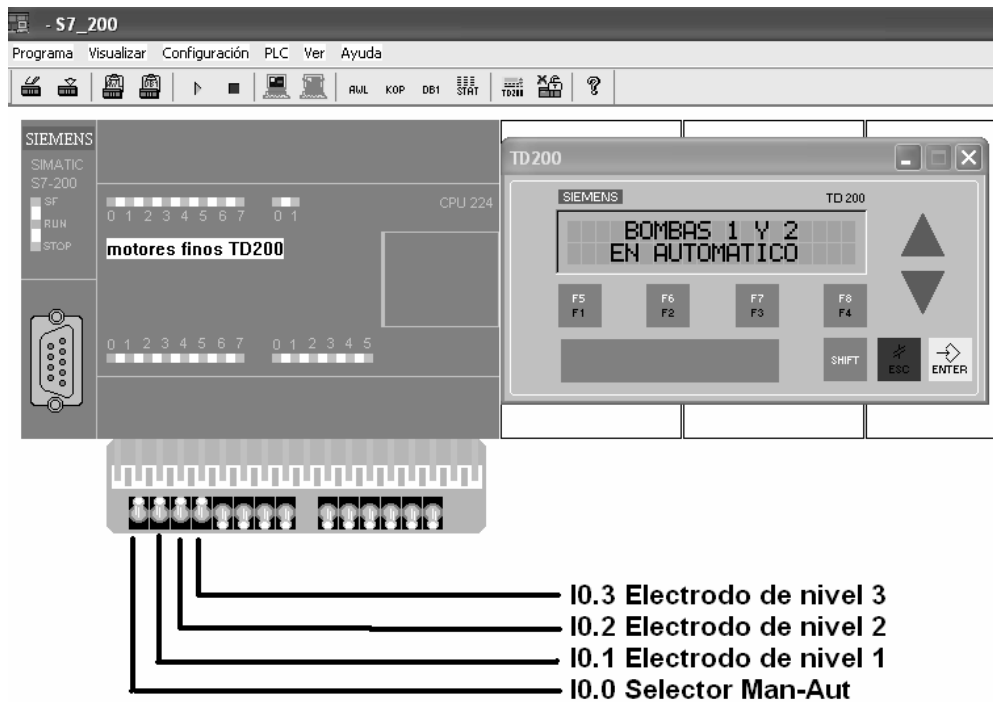 - S7_200
Programa Visualizar Configuración PLC Ver Ayuda
AWL KOP DB1 STAT TD200
SIEMENS
SIMATIC
S7-200
SF
RUN
STOP
0 1 2 3 4 5 6 7 0 1
CPU 224
motores finos TD200
0 1 2 3 4 5 6 7 0 1 2 3 4 5
TD200
SIEMENS TD 200
BOMBAS 1 Y 2
EN AUTOMATICO
F5 F6 F7 F8
F1 F2 F3 F4
SHIFT ESC ENTER
I0.3 Electrodo de nivel 3
I0.2 Electrodo de nivel 2
I0.1 Electrodo de nivel 1
I0.0 Selector Man-Aut